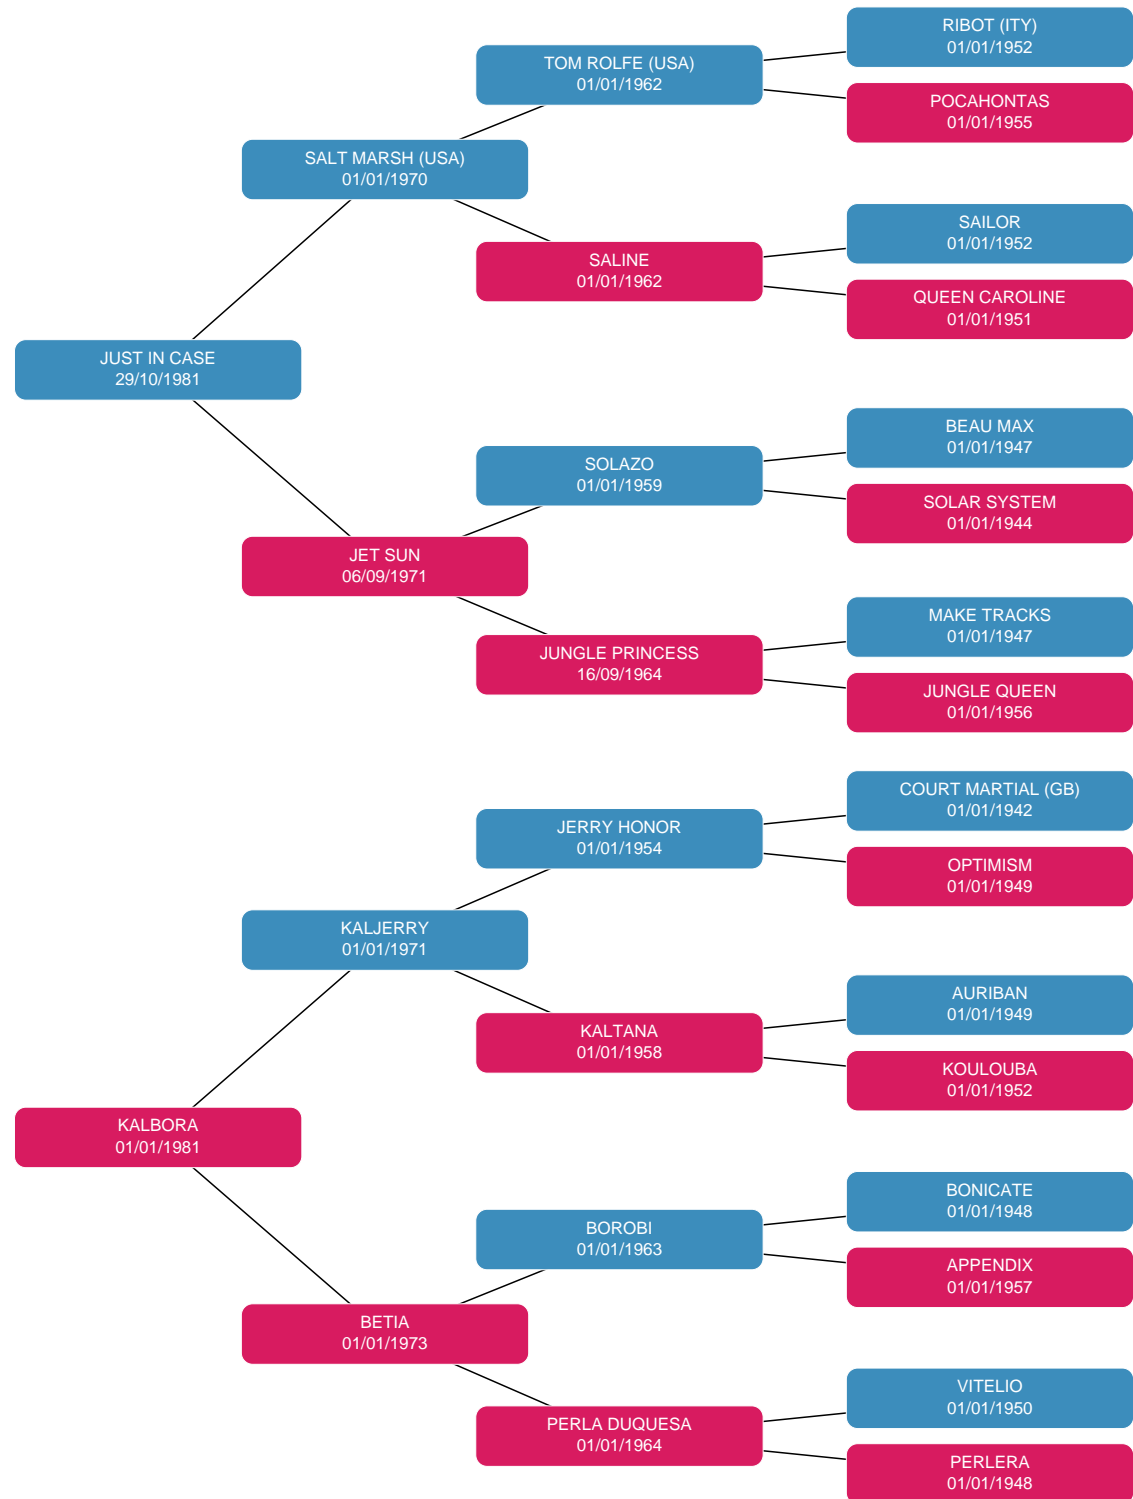 RIBOT (ITY)
01/01/1952
TOM ROLFE (USA)
01/01/1962
POCAHONTAS
01/01/1955
SALT MARSH (USA)
01/01/1970
SAILOR
01/01/1952
SALINE
01/01/1962
QUEEN CAROLINE
01/01/1951
JUST IN CASE
29/10/1981
BEAU MAX
01/01/1947
SOLAZO
01/01/1959
SOLAR SYSTEM
01/01/1944
JET SUN
06/09/1971
MAKE TRACKS
01/01/1947
JUNGLE PRINCESS
16/09/1964
JUNGLE QUEEN
01/01/1956
COURT MARTIAL (GB)
01/01/1942
JERRY HONOR
01/01/1954
OPTIMISM
01/01/1949
KALJERRY
01/01/1971
AURIBAN
01/01/1949
KALTANA
01/01/1958
KOULOUBA
01/01/1952
KALBORA
01/01/1981
BONICATE
01/01/1948
BOROBI
01/01/1963
APPENDIX
01/01/1957
BETIA
01/01/1973
VITELIO
01/01/1950
PERLA DUQUESA
01/01/1964
PERLERA
01/01/1948